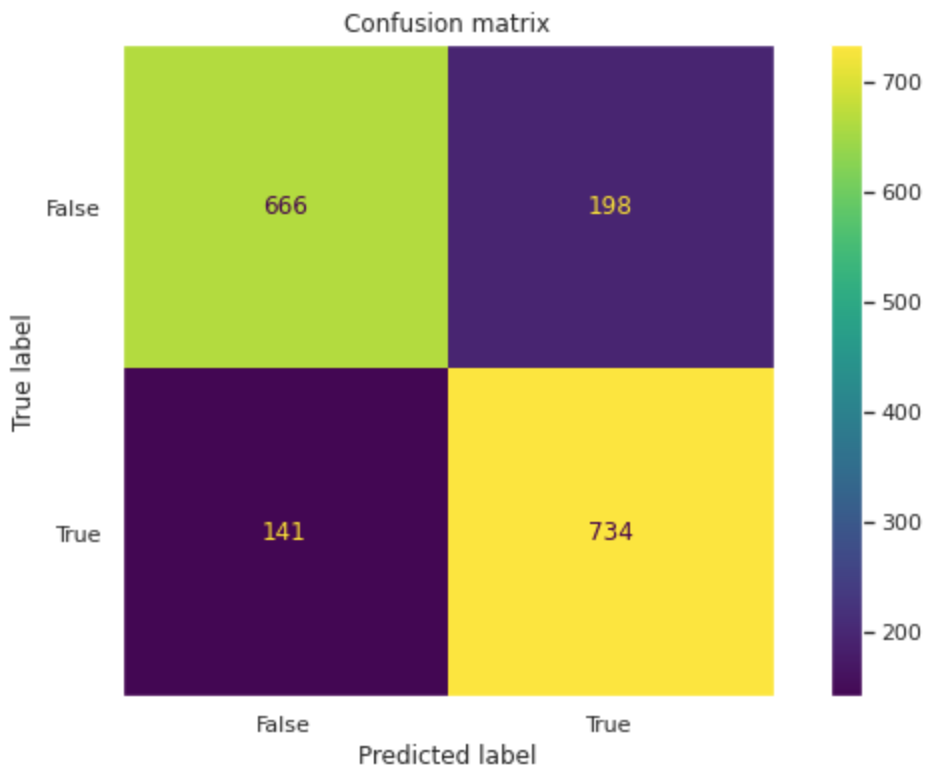 Confusion matrix
False
666
198
True label
True
141
734
False
True
Predicted label
700
600
500
400
300
200